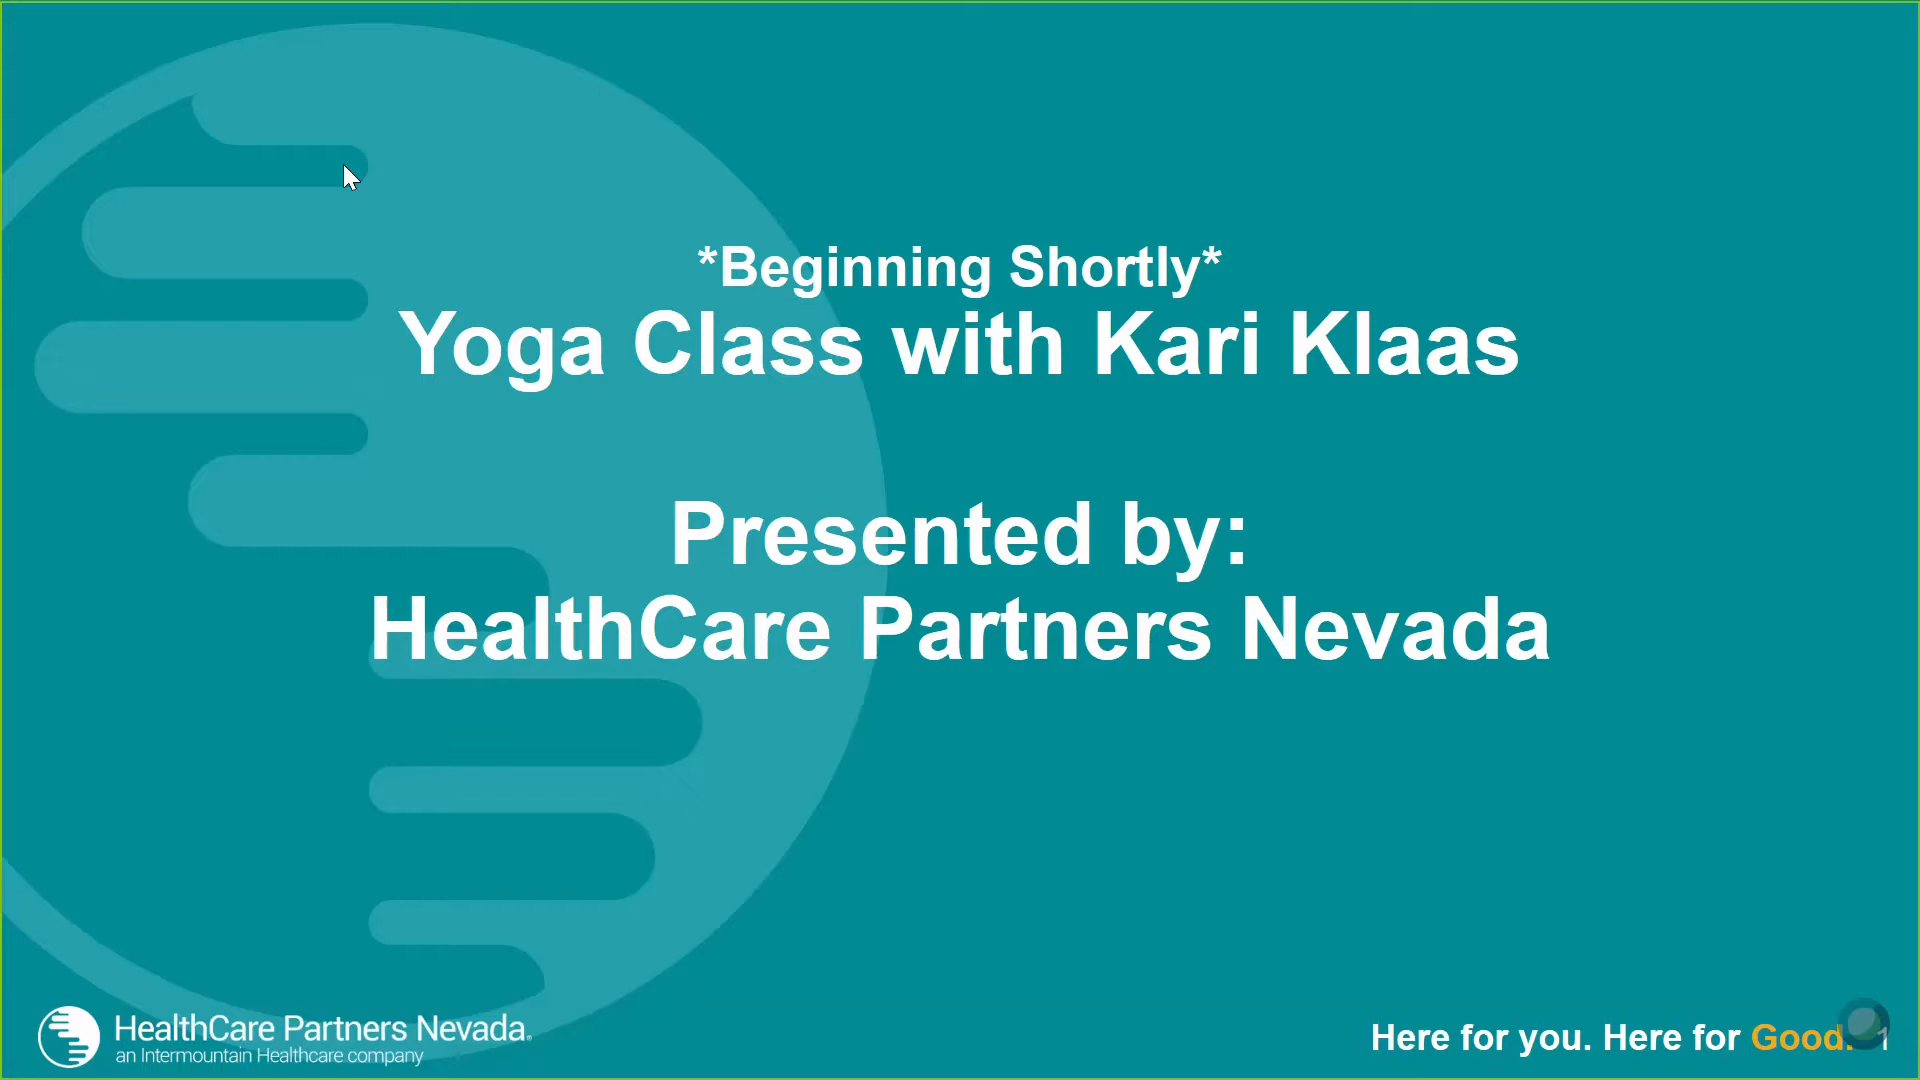 *Beginning Shortly*
Yoga Class with Kari Klaas
Presented by:
HealthCare Partners Nevada
HealthCare Partners Nevada.
an Intermountain Healthcare company
Here for you. Here for Good. 1